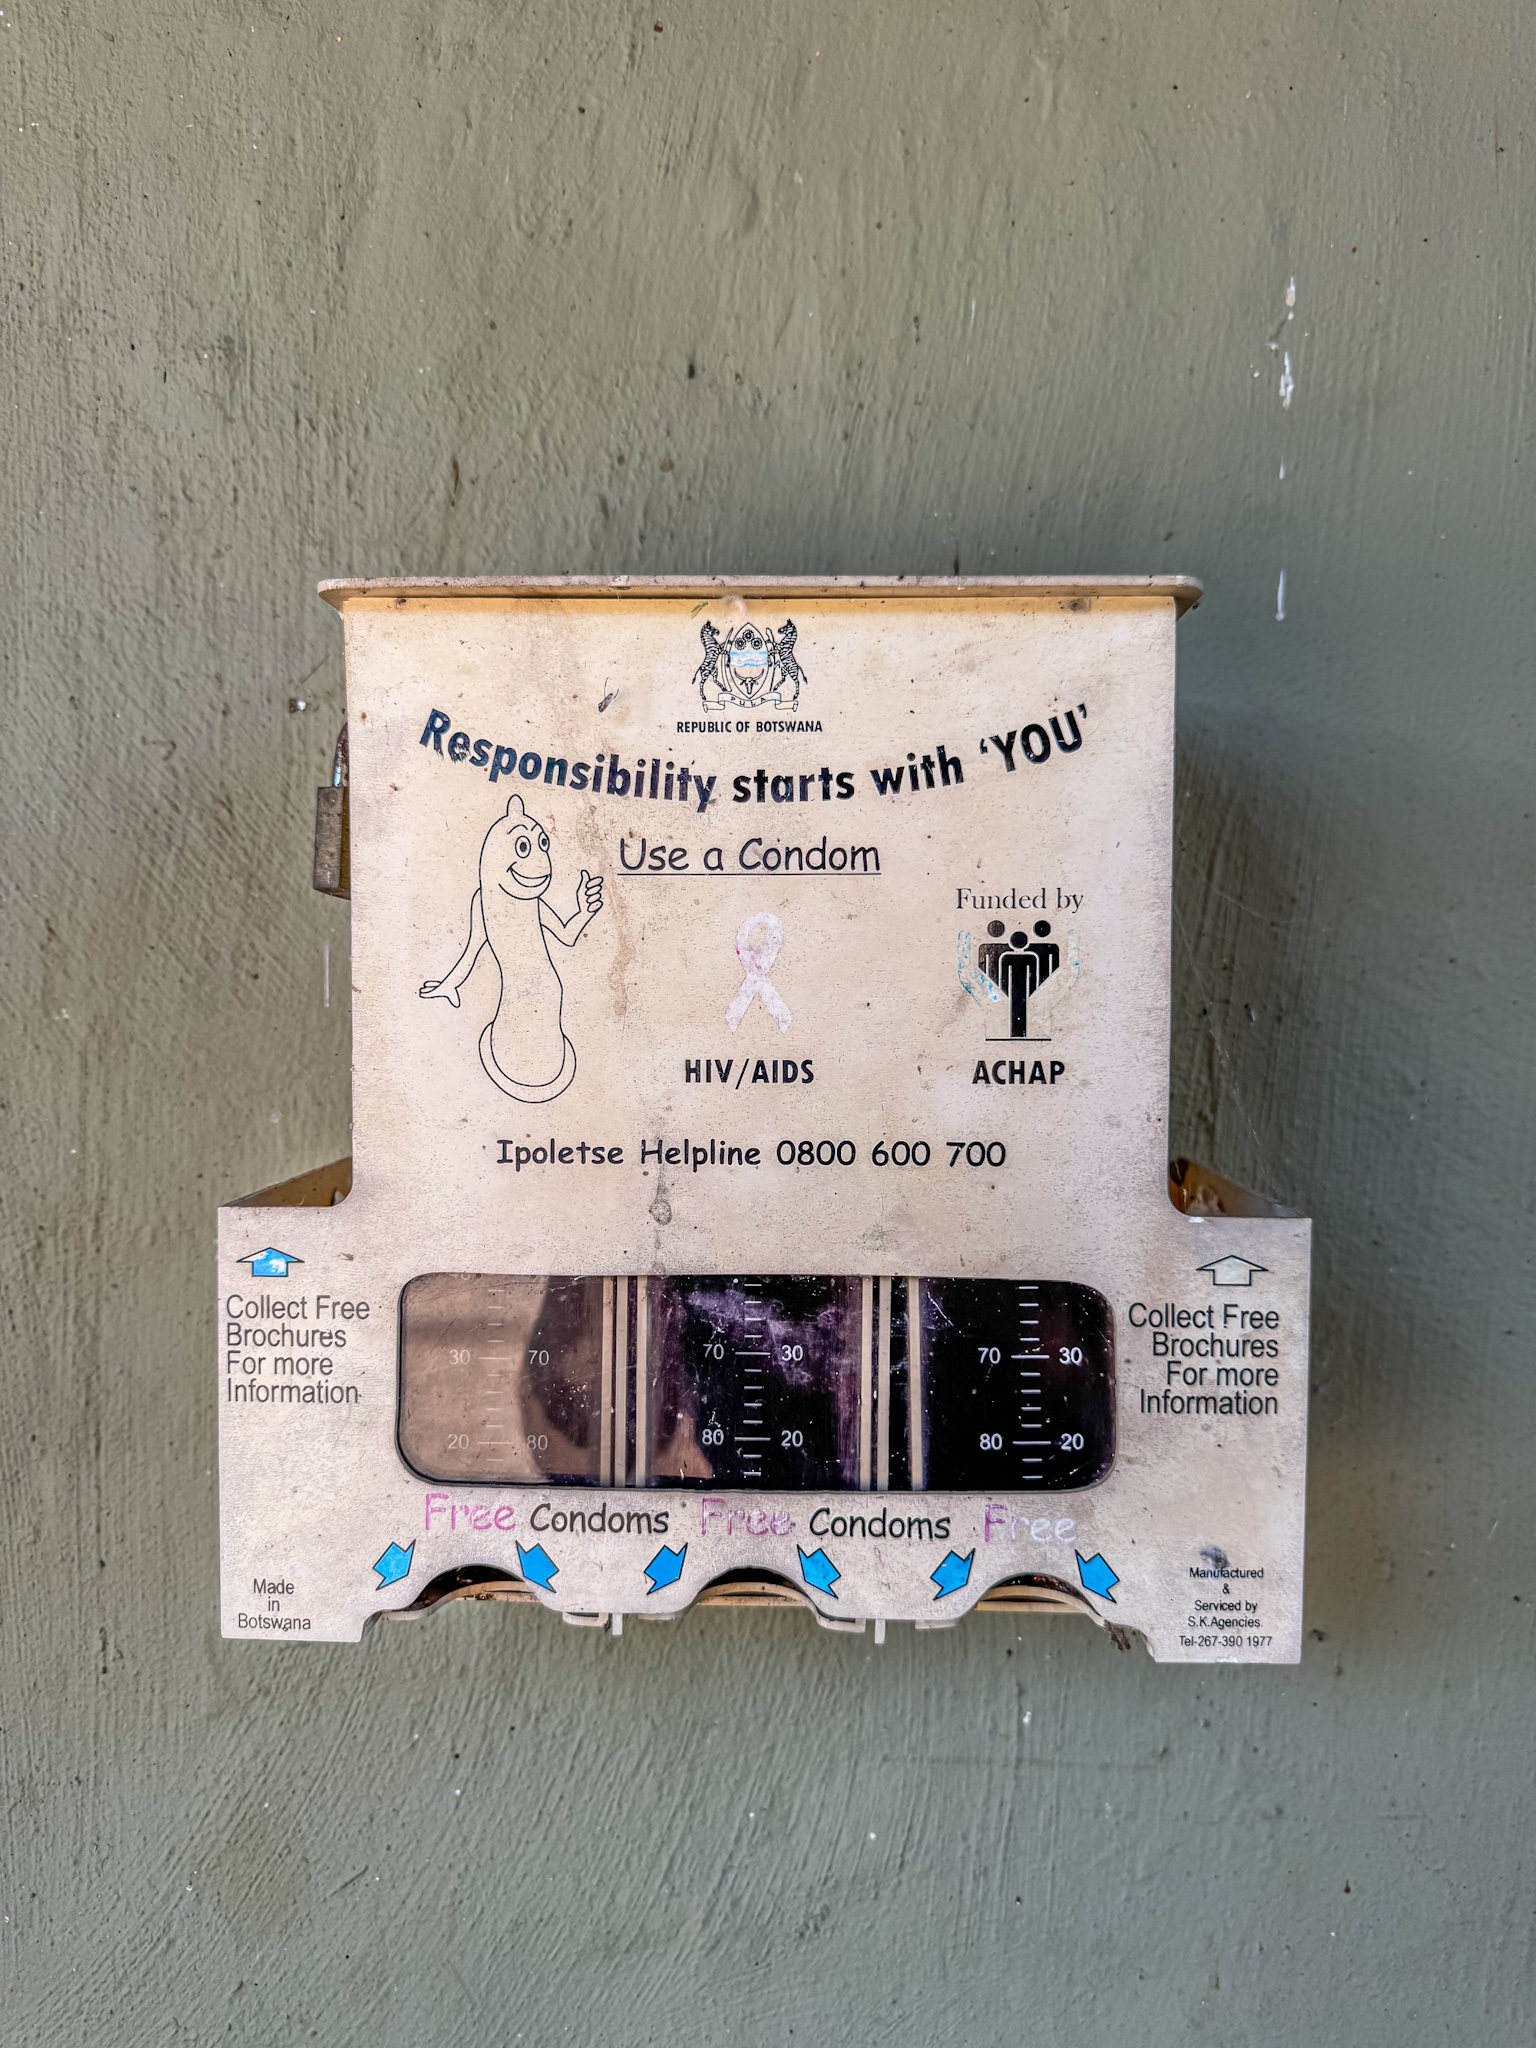 PULA
REPUBLIC OF BOTSWANA
Responsibility starts with ‘YOU’
Use a Condom
Funded by
HIV/AIDS
ACHAP
Ipoletse Helpline 0800 600 700
Collect Free
Brochures
For more
Information
Collect Free
Brochures
For more
Information
30 70
20 80
70 30
80 20
70 30
80 20
Free Condoms Free Condoms Free
Made
in
Botswana
Manufactured
&
Serviced by
S.K.Agencies.
Tel-267-390 1977